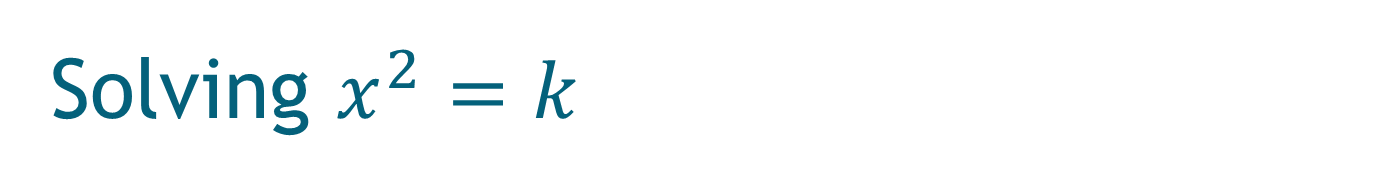 Solving x² = k